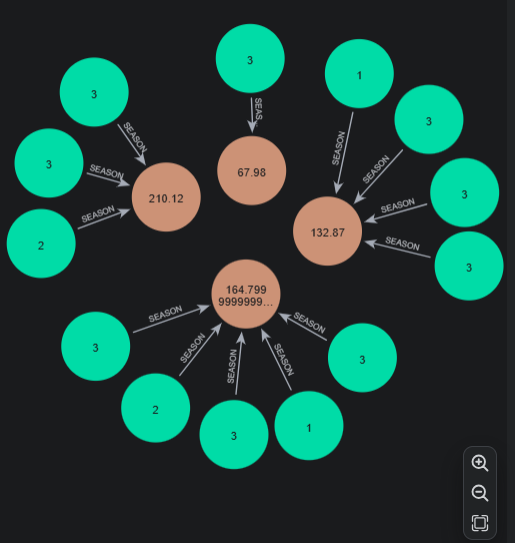 3
SEAS
67.98
1
SEASON
3
SEASON
3
SEASON
3
SEASON
132.87
3
SEASON
3
SEASON
2
SEASON
210.12
164.799
9999999...
3
SEASON
2
SEASON
3
SEASON
1
SEASON
3
SEASON